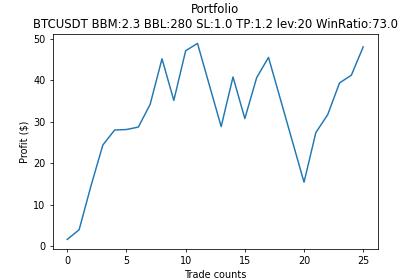 Portfolio
BTCUSDT BBM:2.3 BBL:280 SL:1.0 TP:1.2 lev:20 WinRatio:73.0
50
40
30
20
10
0
Profit ($)
0 5 10 15 20 25
Trade counts